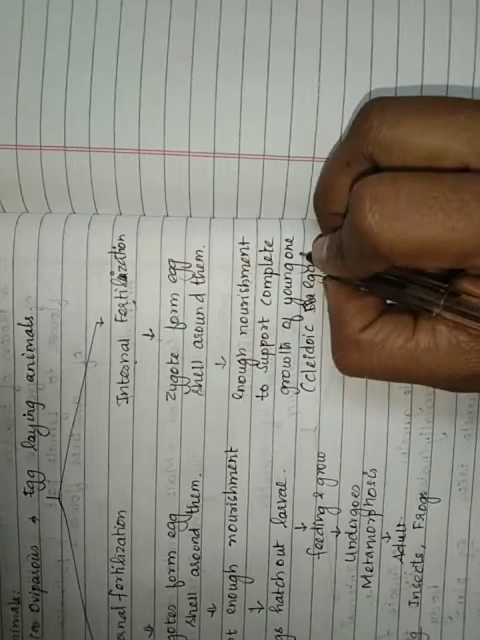 nimals:
(a) Oviparous → Egg laying animals.
rnal fertilization
gotes form egg
shell around them.
t enough nourishment
gs hatch out larval.
feeding & grow
Undergoes
Metamorphosis
Adult.
Insects, Frogs
Internal Fertilization
Zygote form egg
shell around them.
enough nourishment
to support complete
growth of young one
(Cleidoic